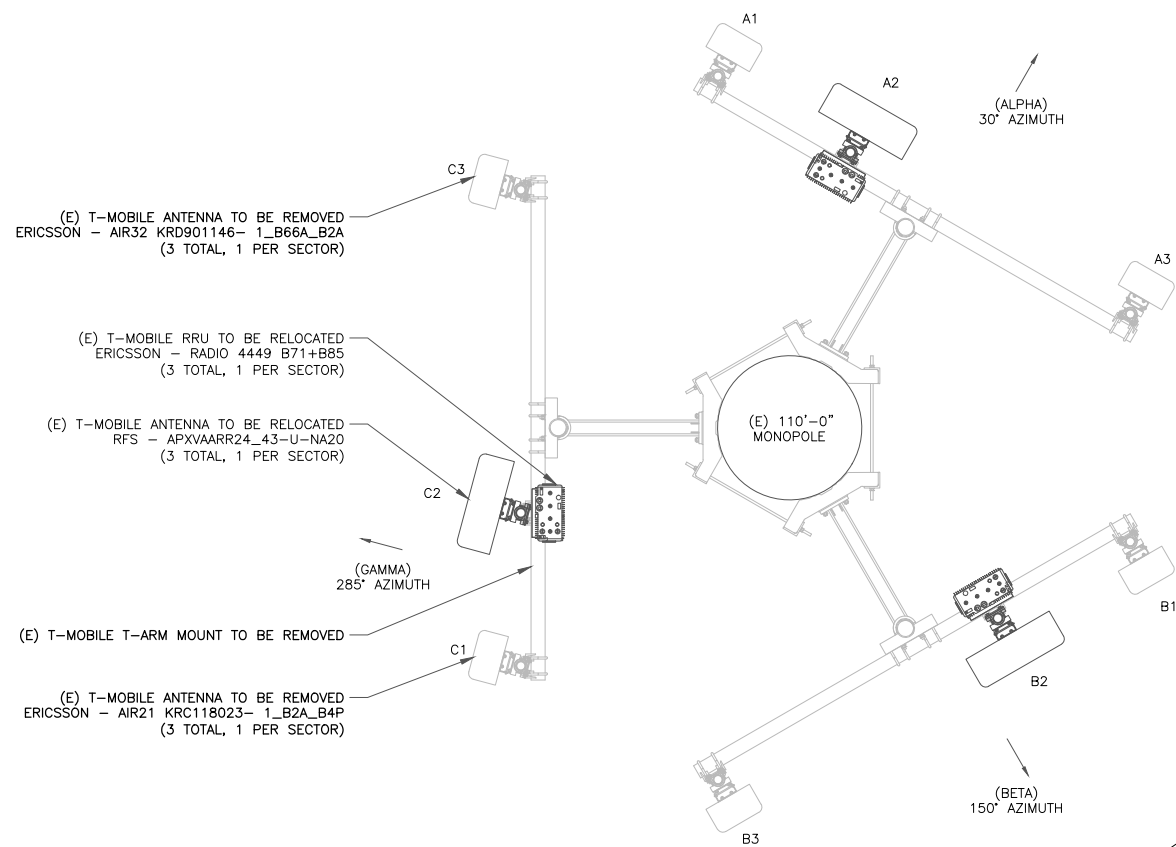 A1
A2
(ALPHA)
30° AZIMUTH
C3
(E) T-MOBILE ANTENNA TO BE REMOVED
ERICSSON - AIR32 KRD901146- 1_B66A_B2A
(3 TOTAL, 1 PER SECTOR)
A3
(E) T-MOBILE RRU TO BE RELOCATED
ERICSSON - RADIO 4449 B71+B85
(3 TOTAL, 1 PER SECTOR)
(E) T-MOBILE ANTENNA TO BE RELOCATED
RFS - APXVAARR24_43-U-NA20
(3 TOTAL, 1 PER SECTOR)
(E) 110'-0"
MONOPOLE
C2
(GAMMA)
285° AZIMUTH
B1
(E) T-MOBILE T-ARM MOUNT TO BE REMOVED
C1
B2
(E) T-MOBILE ANTENNA TO BE REMOVED
ERICSSON - AIR21 KRC118023- 1_B2A_B4P
(3 TOTAL, 1 PER SECTOR)
(BETA)
150° AZIMUTH
B3